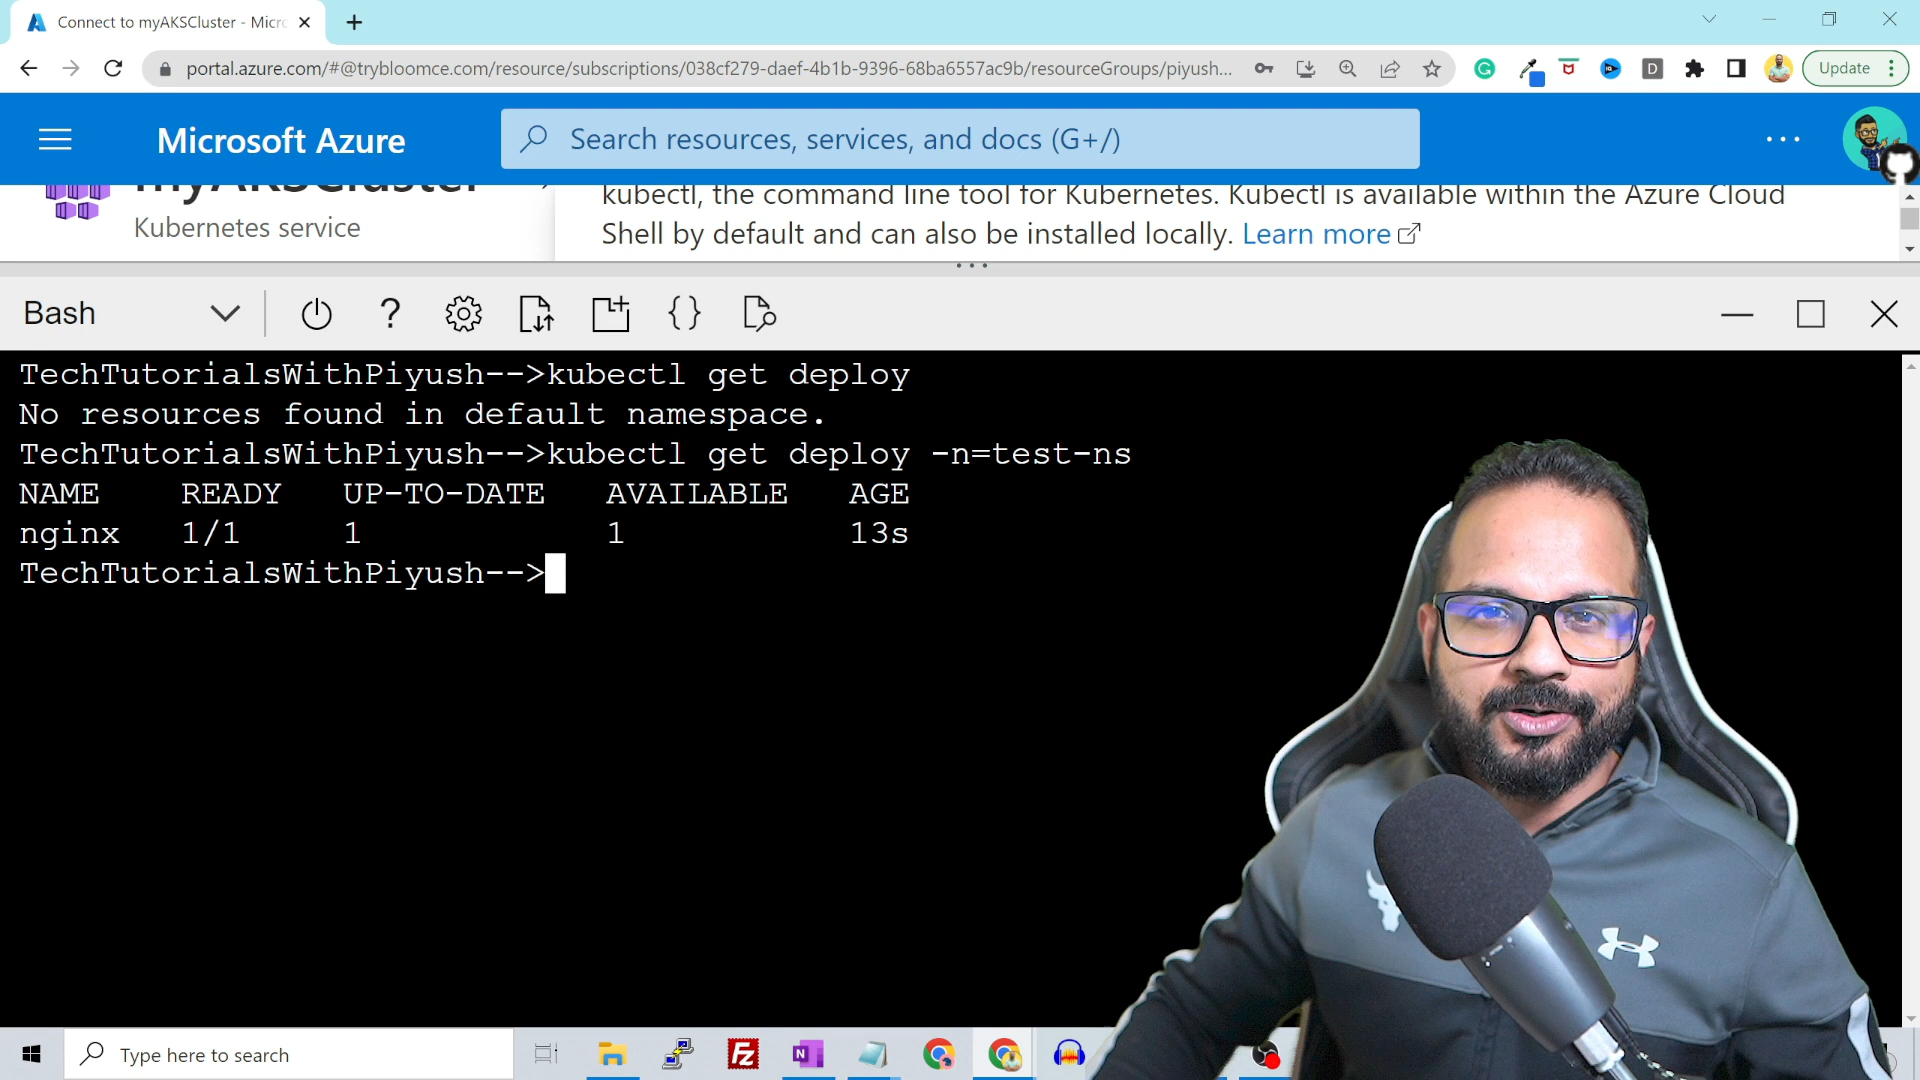 Connect to myAKSCluster - Micro
portal.azure.com/#@trybloomce.com/resource/subscriptions/038cf279-daef-4b1b-9396-68ba6557ac9b/resourceGroups/piyush...
Update
Microsoft Azure
Search resources, services, and docs (G+/)
myAKSCluster
Kubernetes service
kubectl, the command line tool for Kubernetes. Kubectl is available within the Azure Cloud
Shell by default and can also be installed locally. Learn more
Bash
TechTutorialsWithPiyush-->kubectl get deploy
No resources found in default namespace.
TechTutorialsWithPiyush-->kubectl get deploy -n=test-ns
NAME READY UP-TO-DATE AVAILABLE AGE
nginx 1/1 1 1 13s
TechTutorialsWithPiyush-->
Type here to search